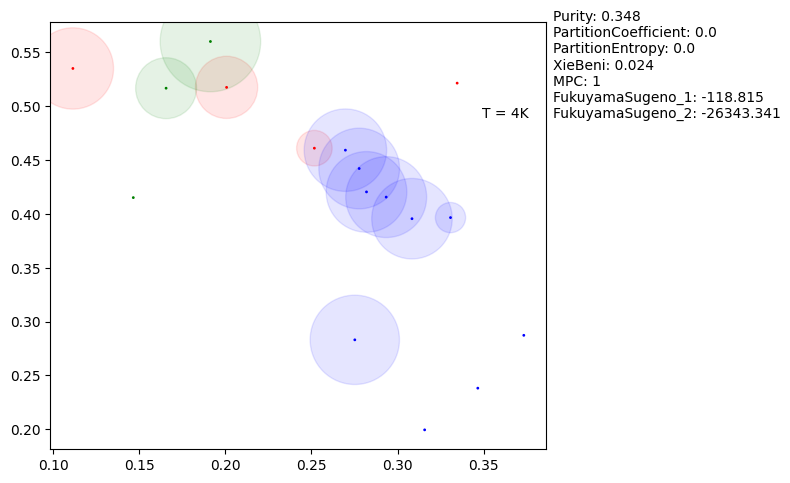 Purity: 0.348
PartitionCoefficient: 0.0
PartitionEntropy: 0.0
XieBeni: 0.024
MPC: 1
FukuyamaSugeno_1: -118.815
FukuyamaSugeno_2: -26343.341
T = 4K
0.55
0.50
0.45
0.40
0.35
0.30
0.25
0.20
0.10
0.15
0.20
0.25
0.30
0.35